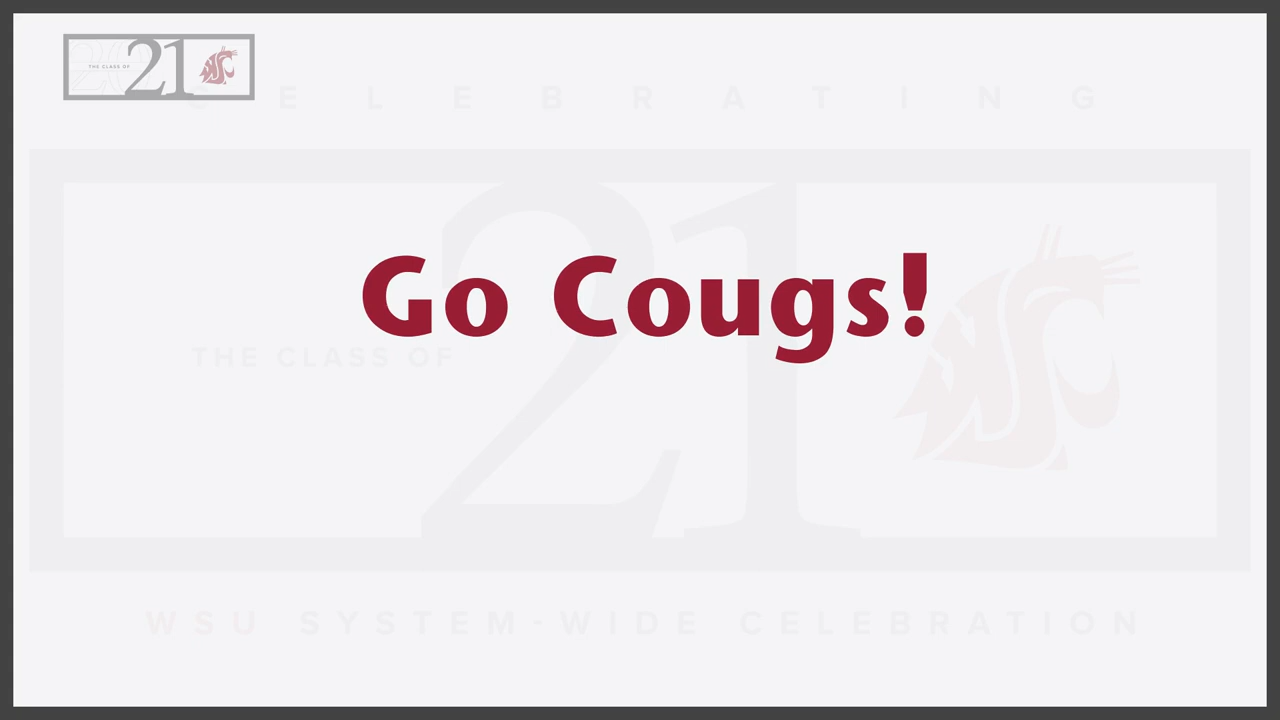 THE CLASS OF 21
CELEBRATING
Go Cougs!
THE CLASS OF 21
WSU SYSTEM-WIDE CELEBRATION